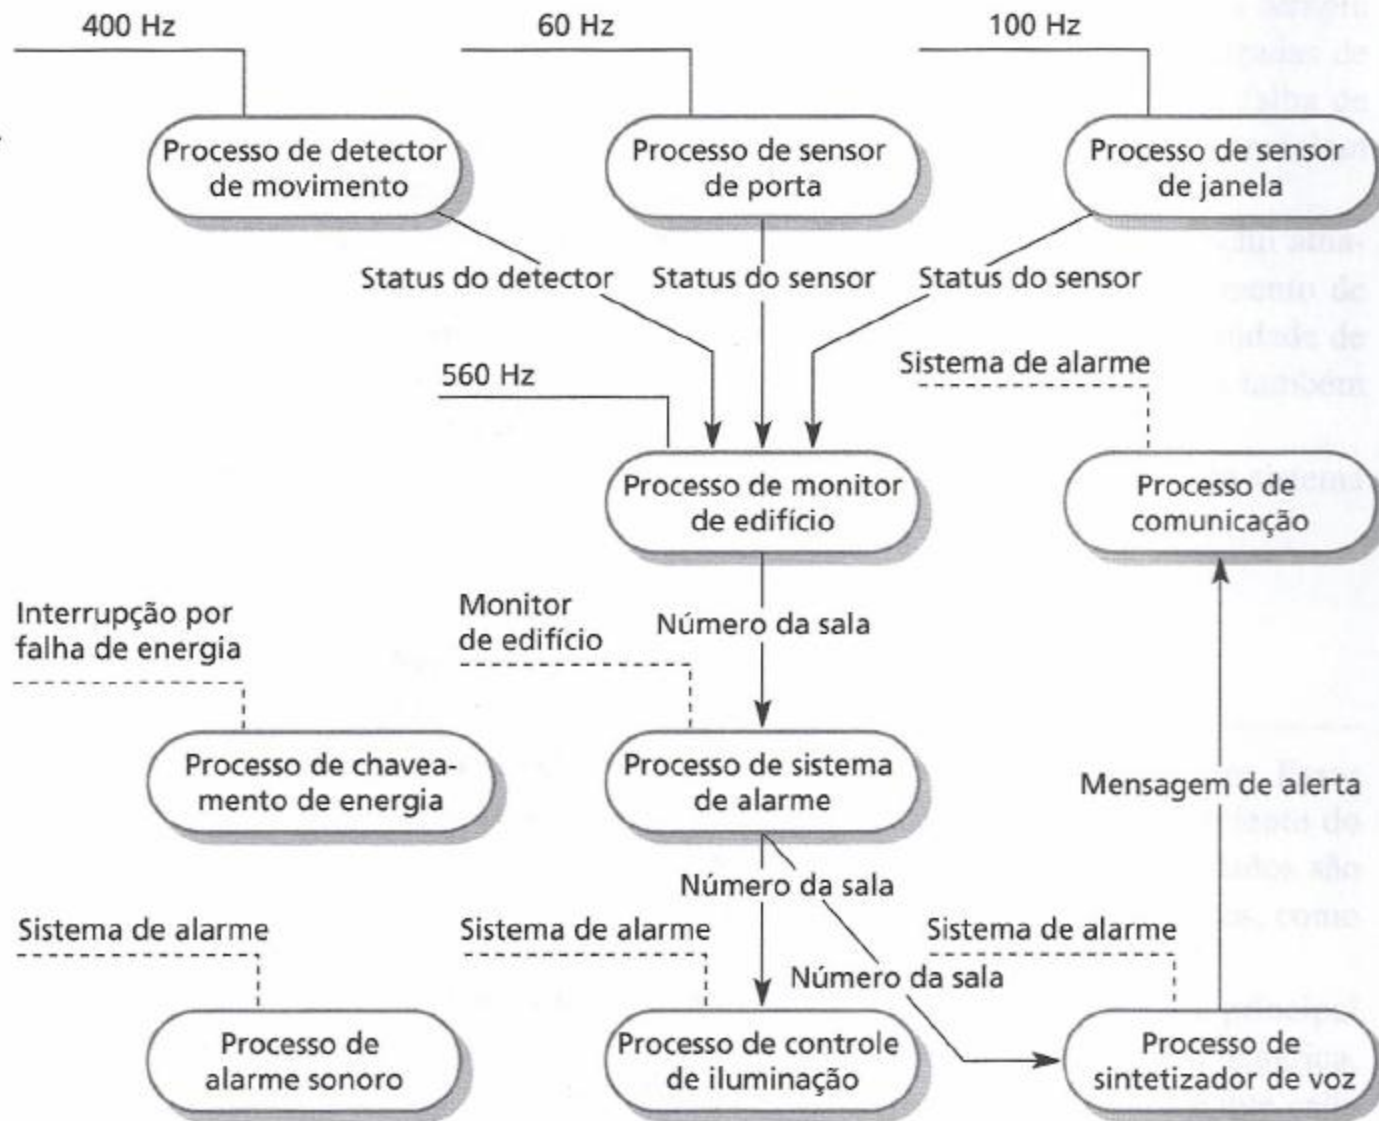 400 Hz
60 Hz
100 Hz
Processo de detector
de movimento
Processo de sensor
de porta
Processo de sensor
de janela
Status do detector
Status do sensor
Status do sensor
560 Hz
Sistema de alarme
Processo de monitor
de edifício
Processo de
comunicação
Interrupção por
falha de energia
Monitor
de edifício
Número da sala
Processo de chavea-
mento de energia
Processo de sistema
de alarme
Mensagem de alerta
Número da sala
Sistema de alarme
Sistema de alarme
Sistema de alarme
Número da sala
Processo de
alarme sonoro
Processo de controle
de iluminação
Processo de
sintetizador de voz